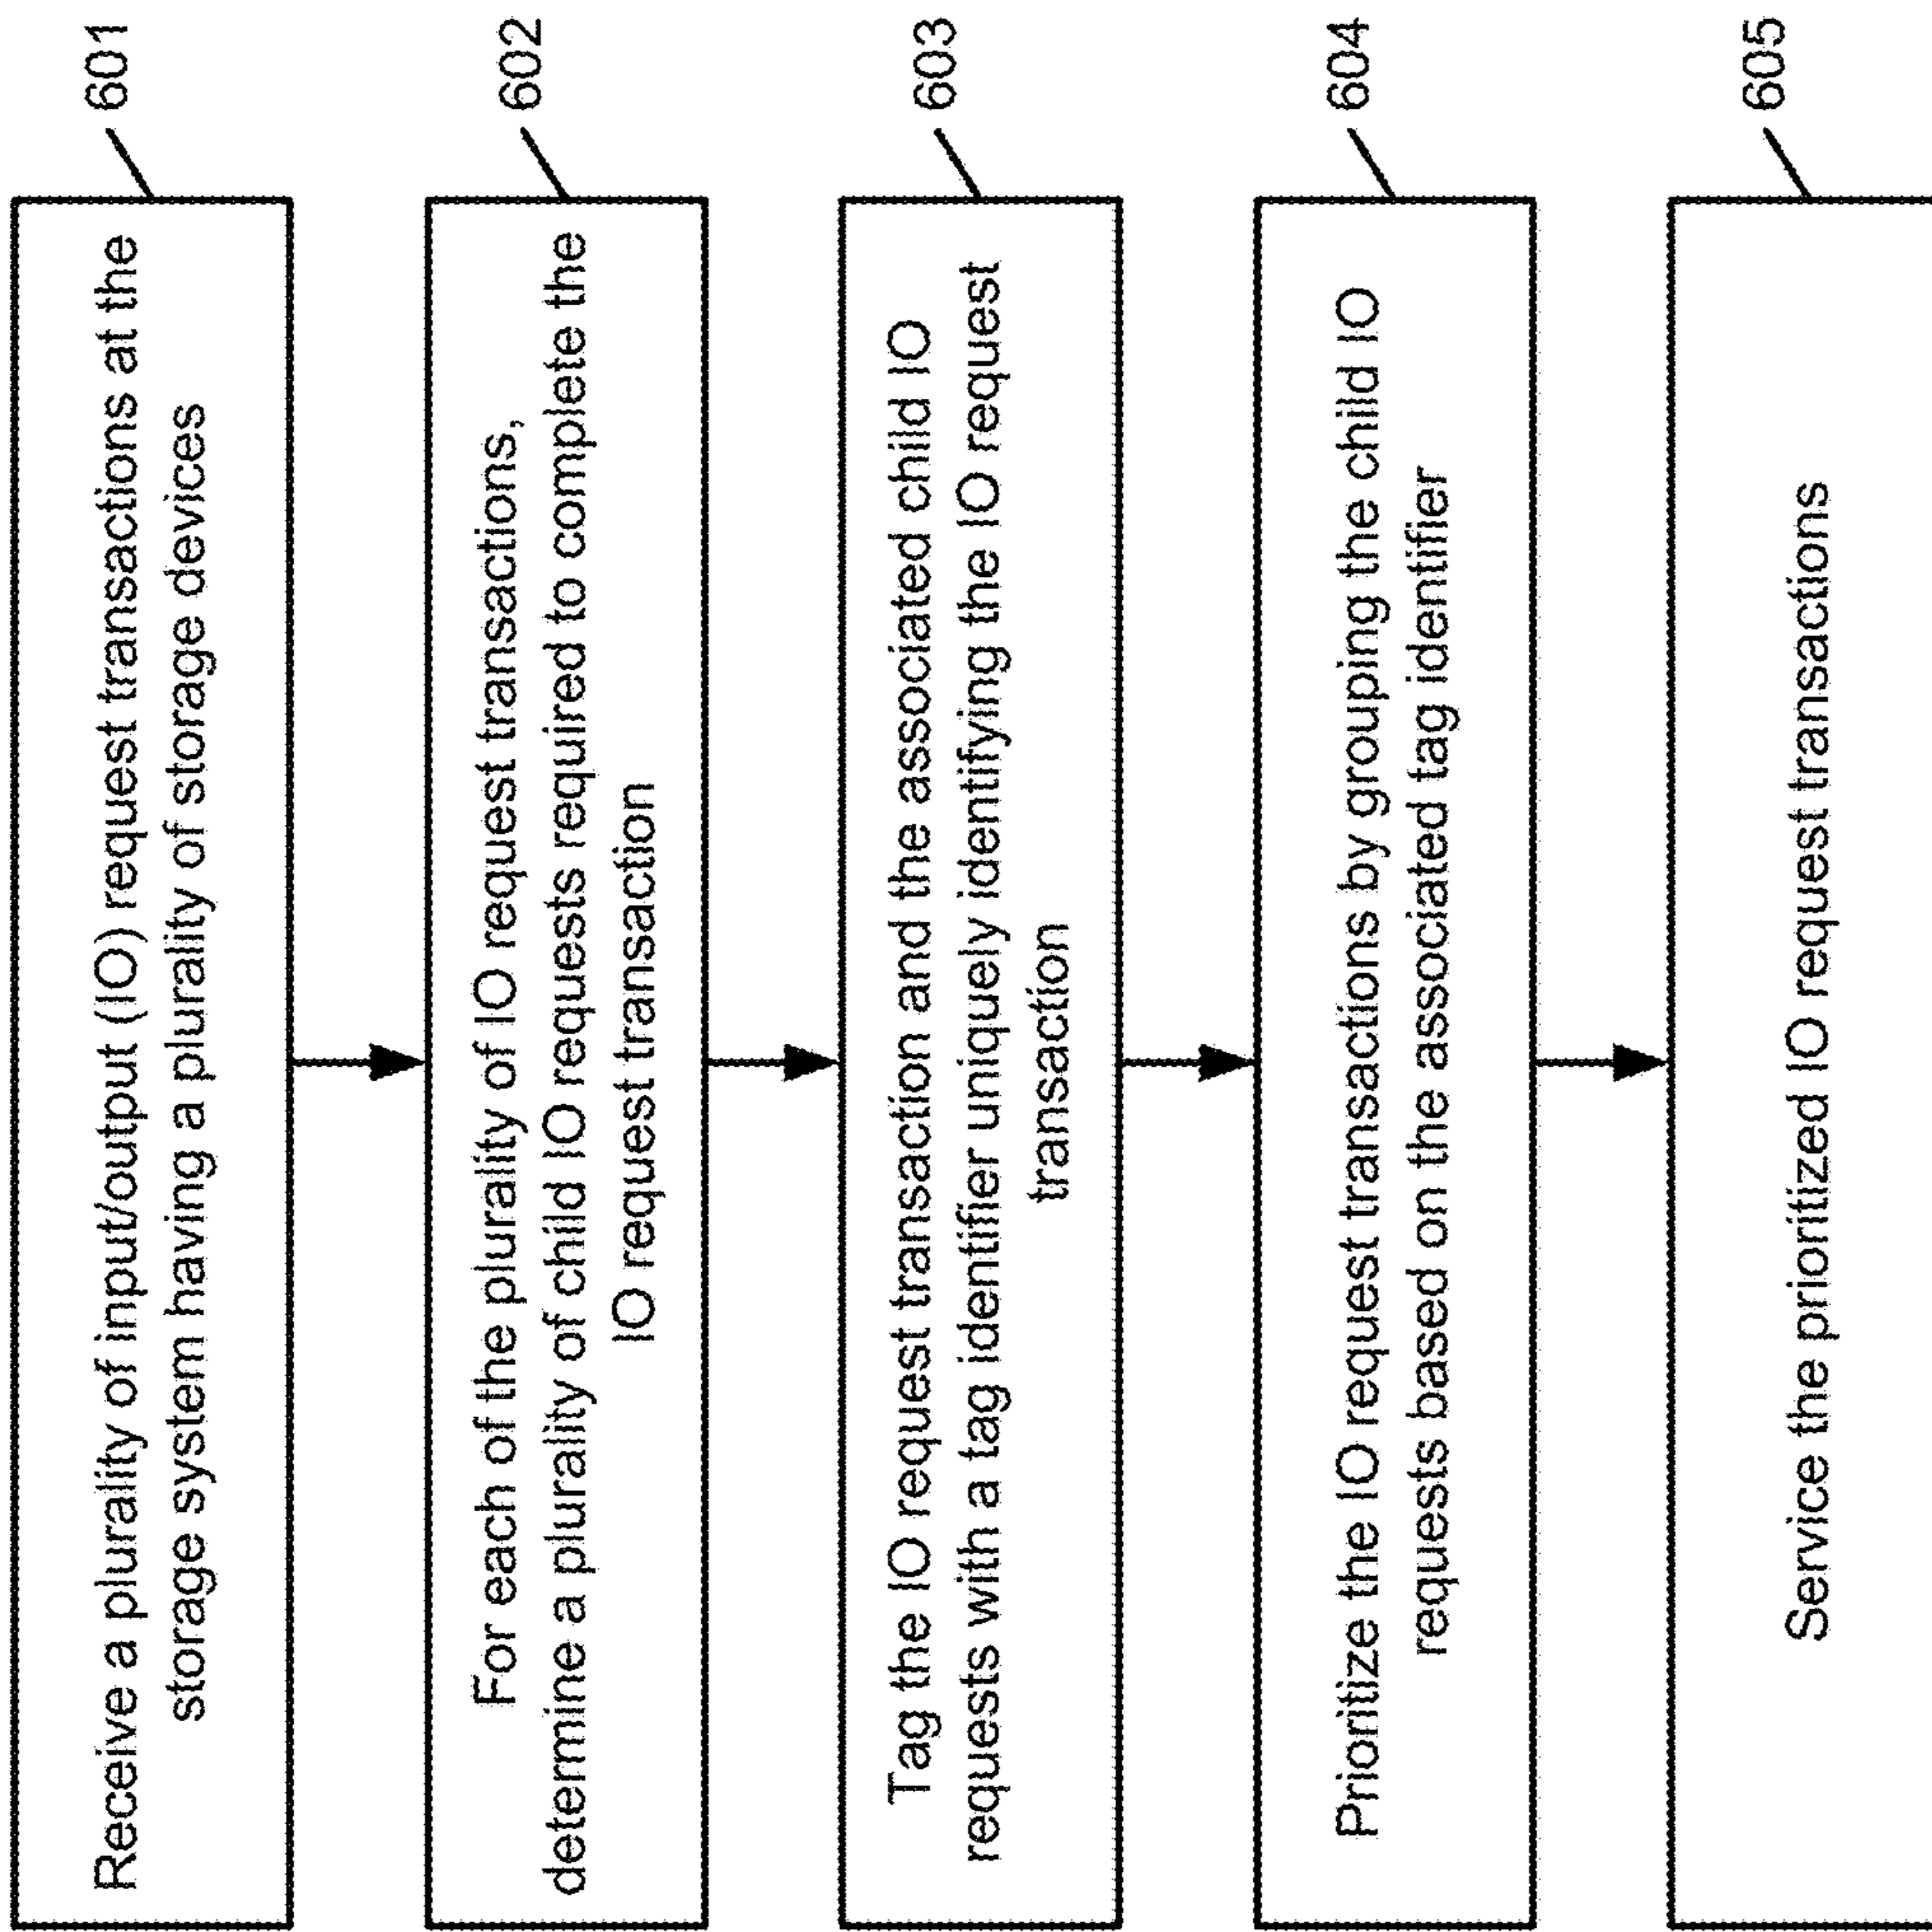 601
Receive a plurality of input/output (IO) request transactions at the
storage system having a plurality of storage devices
602
For each of the plurality of IO request transactions,
determine a plurality of child IO requests required to complete the
IO request transaction
603
Tag the IO request transaction and the associated child IO
requests with a tag identifier uniquely identifying the IO request
transaction
604
Prioritize the IO request transactions by grouping the child IO
requests based on the associated tag identifier
605
Service the prioritized IO request transactions